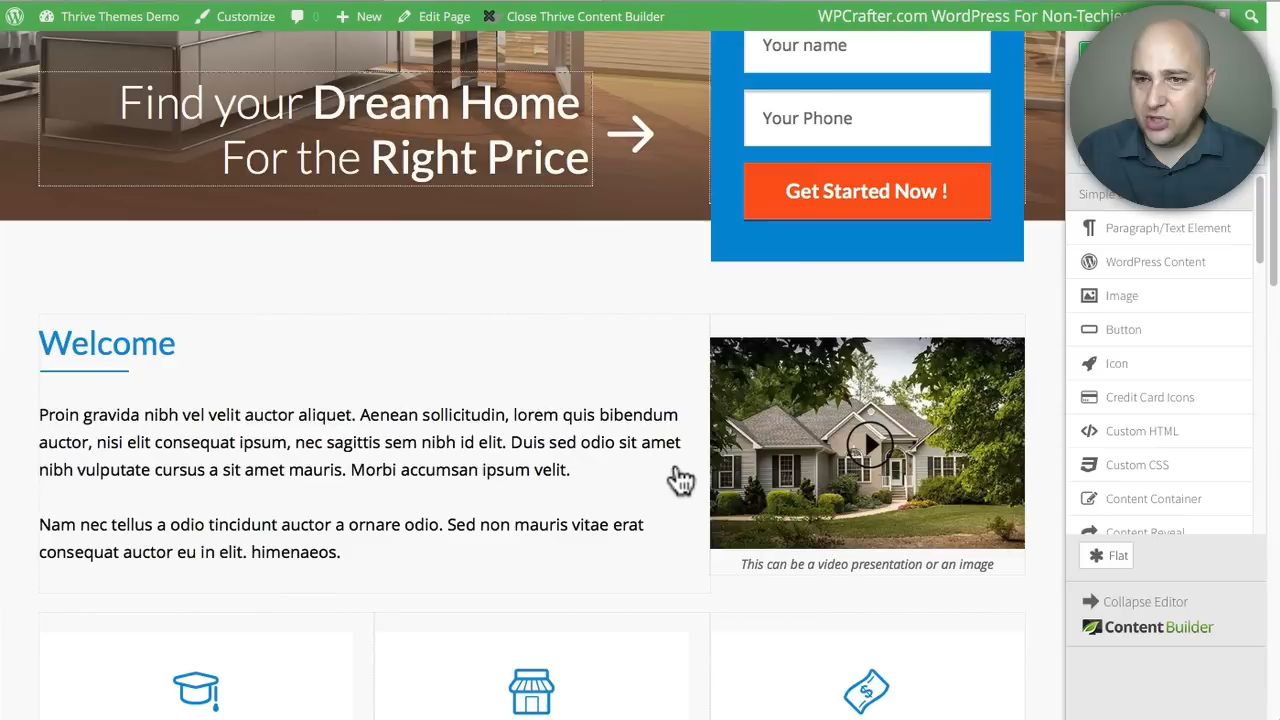 Thrive Themes Demo
Customize
0
New
Edit Page
Close Thrive Content Builder
WPCrafter.com WordPress For Non-Techies
Your name
Find your Dream Home
For the Right Price
Your Phone
Get Started Now !
Simple
Paragraph/Text Element
WordPress Content
Image
Button
Icon
Credit Card Icons
Custom HTML
Custom CSS
Content Container
Content Reveal
Flat
Collapse Editor
Content Builder
Welcome
Proin gravida nibh vel velit auctor aliquet. Aenean sollicitudin, lorem quis bibendum
auctor, nisi elit consequat ipsum, nec sagittis sem nibh id elit. Duis sed odio sit amet
nibh vulputate cursus a sit amet mauris. Morbi accumsan ipsum velit.
Nam nec tellus a odio tincidunt auctor a ornare odio. Sed non mauris vitae erat
consequat auctor eu in elit. himenaeos.
This can be a video presentation or an image